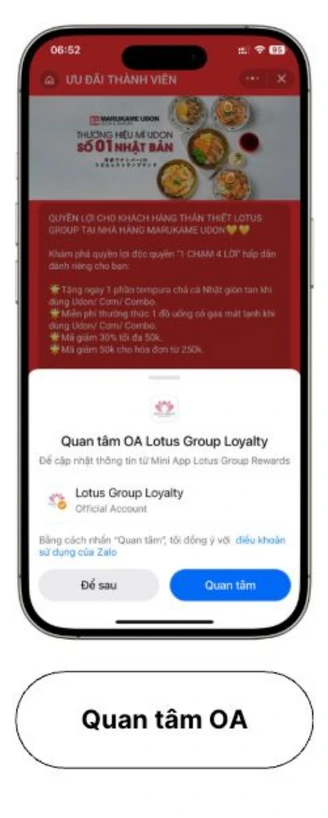 06:52
95
ƯU ĐÃI THÀNH VIÊN
MARUKAME UDON
THƯƠNG HIỆU MÌ UDON
SỐ 01 NHẬT BẢN
QUYỀN LỢI CHO KHÁCH HÀNG THÂN THIẾT LOTUS
GROUP TẠI NHÀ HÀNG MARUKAME UDON💛💛
Khám phá quyền lợi độc quyền "1 CHẠM 4 LỜI" hấp dẫn
dành riêng cho bạn:
🌟Tặng ngay 1 phần tempura chả cá Nhật giòn tan khi
dùng Udon/ Cơm/ Combo.
🌟Miễn phí thưởng thức 1 đồ uống có gas mát lạnh khi
dùng Udon/ Cơm/ Combo.
🌟Mã giảm 30% tối đa 50k.
🌟Mã giảm 50k cho hóa đơn từ 250k.
Quan tâm OA Lotus Group Loyalty
Để cập nhật thông tin từ Mini App Lotus Group Rewards
Lotus Group Loyalty
Official Account
Bằng cách nhấn "Quan tâm", tôi đồng ý với điều khoản
sử dụng của Zalo
Để sau
Quan tâm
Quan tâm OA